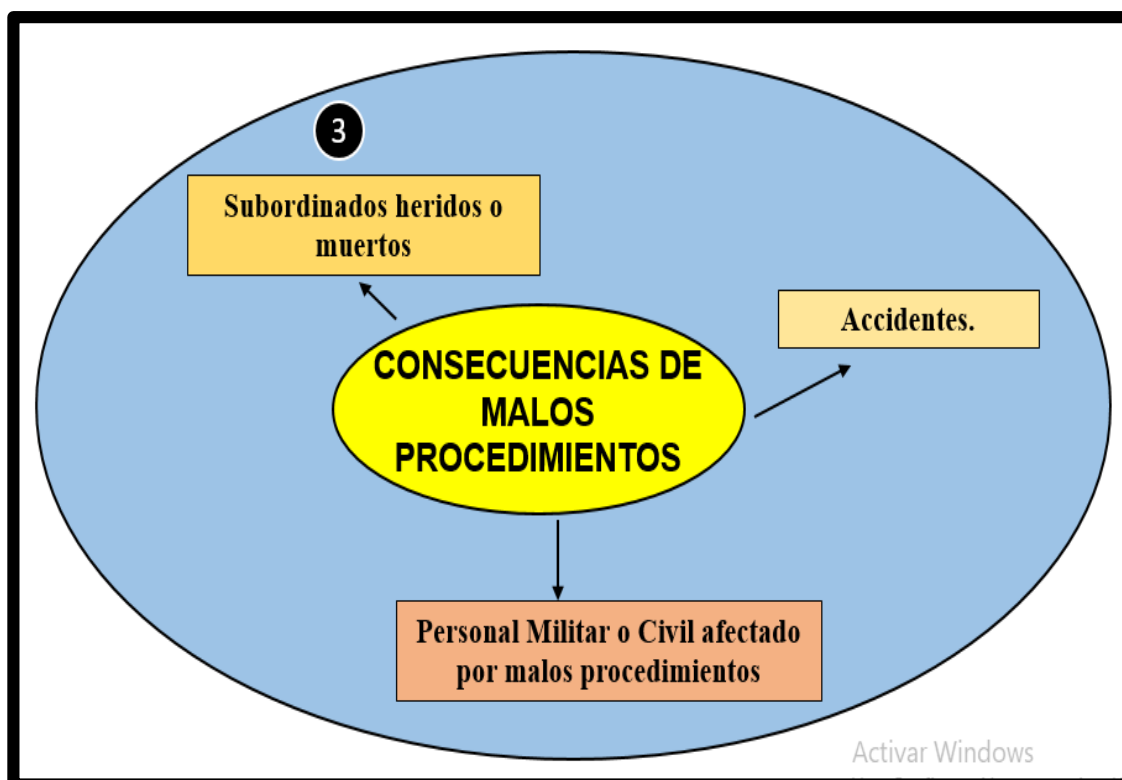 3
Subordinados heridos o
muertos
Accidentes.
CONSECUENCIAS DE
MALOS
PROCEDIMIENTOS
Personal Militar o Civil afectado
por malos procedimientos
Activar Windows